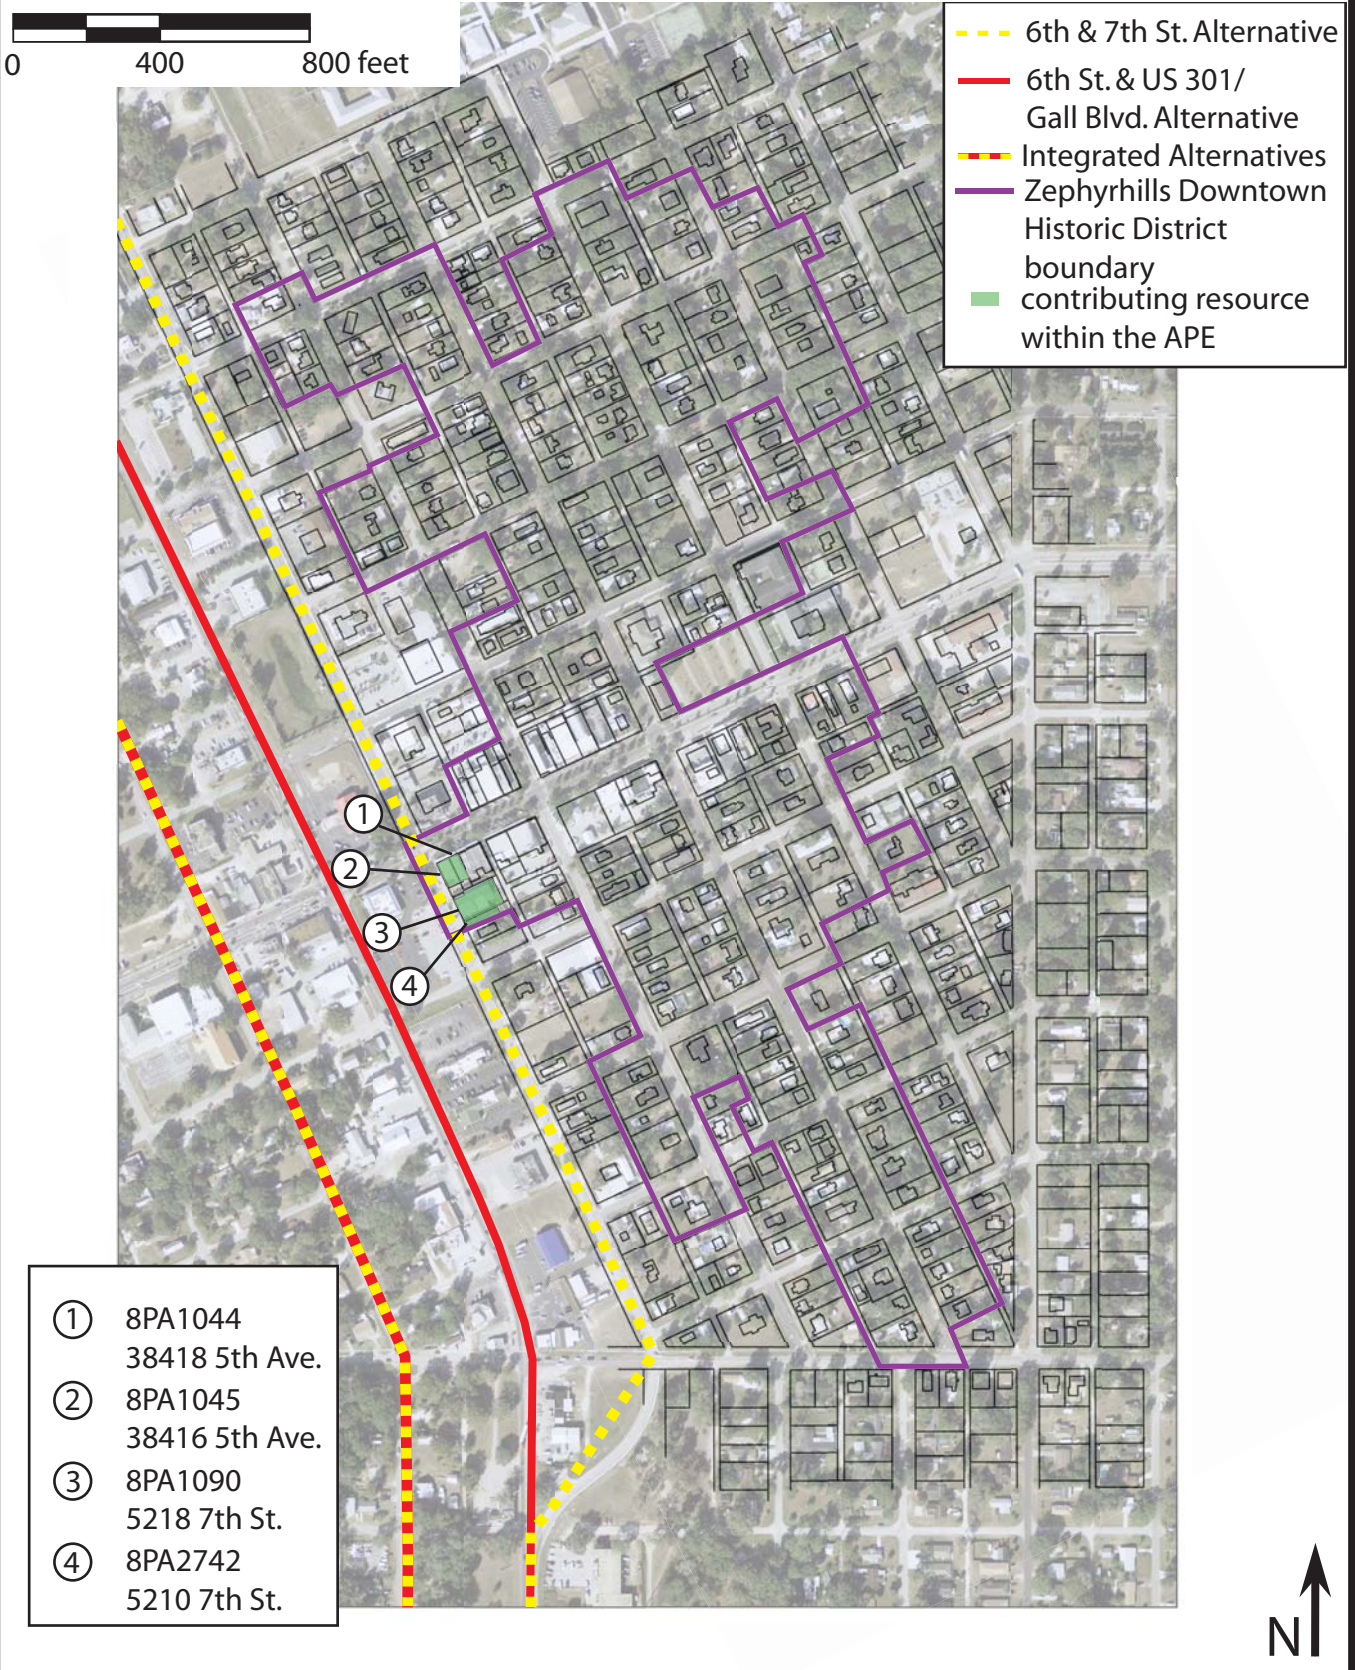 0 400 800 feet
6th & 7th St. Alternative
6th St. & US 301/
Gall Blvd. Alternative
Integrated Alternatives
Zephyrhills Downtown
Historic District
boundary
contributing resource
within the APE
1
2
3
4
1 8PA1044
38418 5th Ave.
2 8PA1045
38416 5th Ave.
3 8PA1090
5218 7th St.
4 8PA2742
5210 7th St.
N